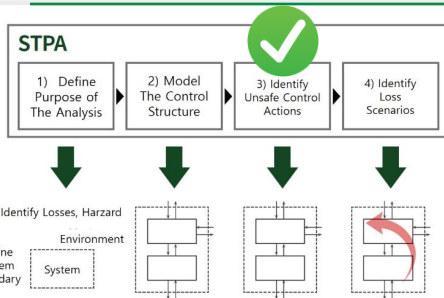 STPA
1) Define
Purpose of
The Analysis
2) Model
The Control
Structure
3) Identify
Unsafe Control
Actions
4) Identify
Loss
Scenarios
Identify Losses, Harzard
Environment
System